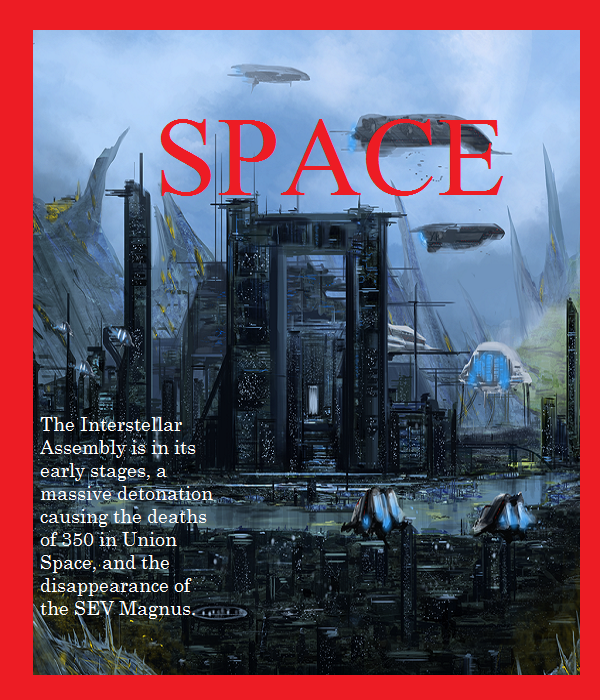 SPACE
The Interstellar
Assembly is in its
early stages, a
massive detonation
causing the deaths
of 350 in Union
Space, and the
disappearance of
the SEV Magnus.